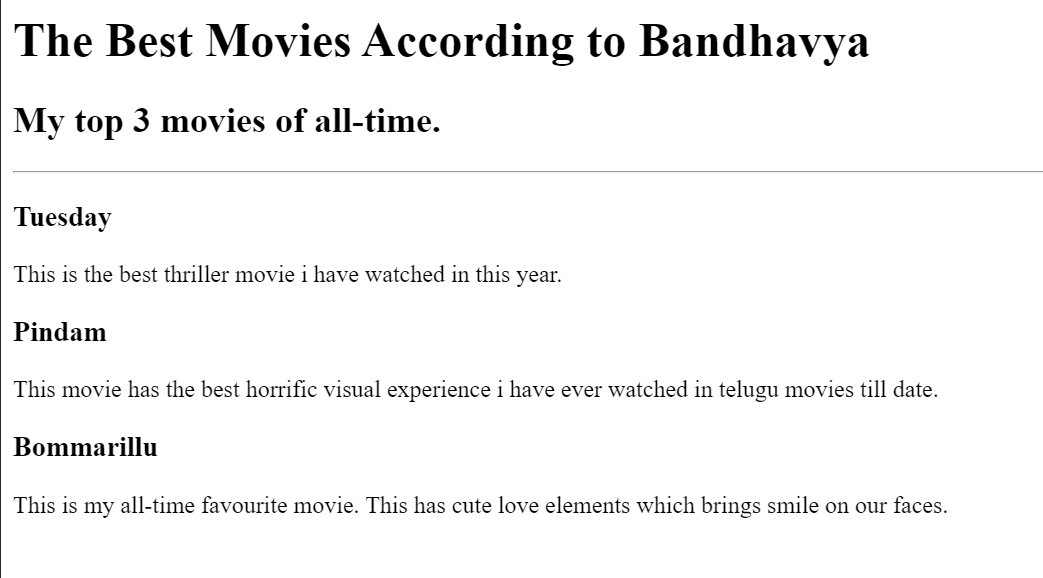 The Best Movies According to Bandhavya
My top 3 movies of all-time.
Tuesday
This is the best thriller movie i have watched in this year.
Pindam
This movie has the best horrific visual experience i have ever watched in telugu movies till date.
Bommarillu
This is my all-time favourite movie. This has cute love elements which brings smile on our faces.